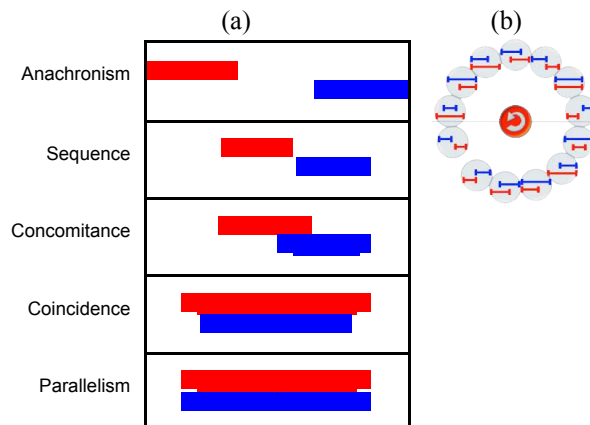 (a)
(b)
Anachronism
Sequence
Concomitance
Coincidence
Parallelism